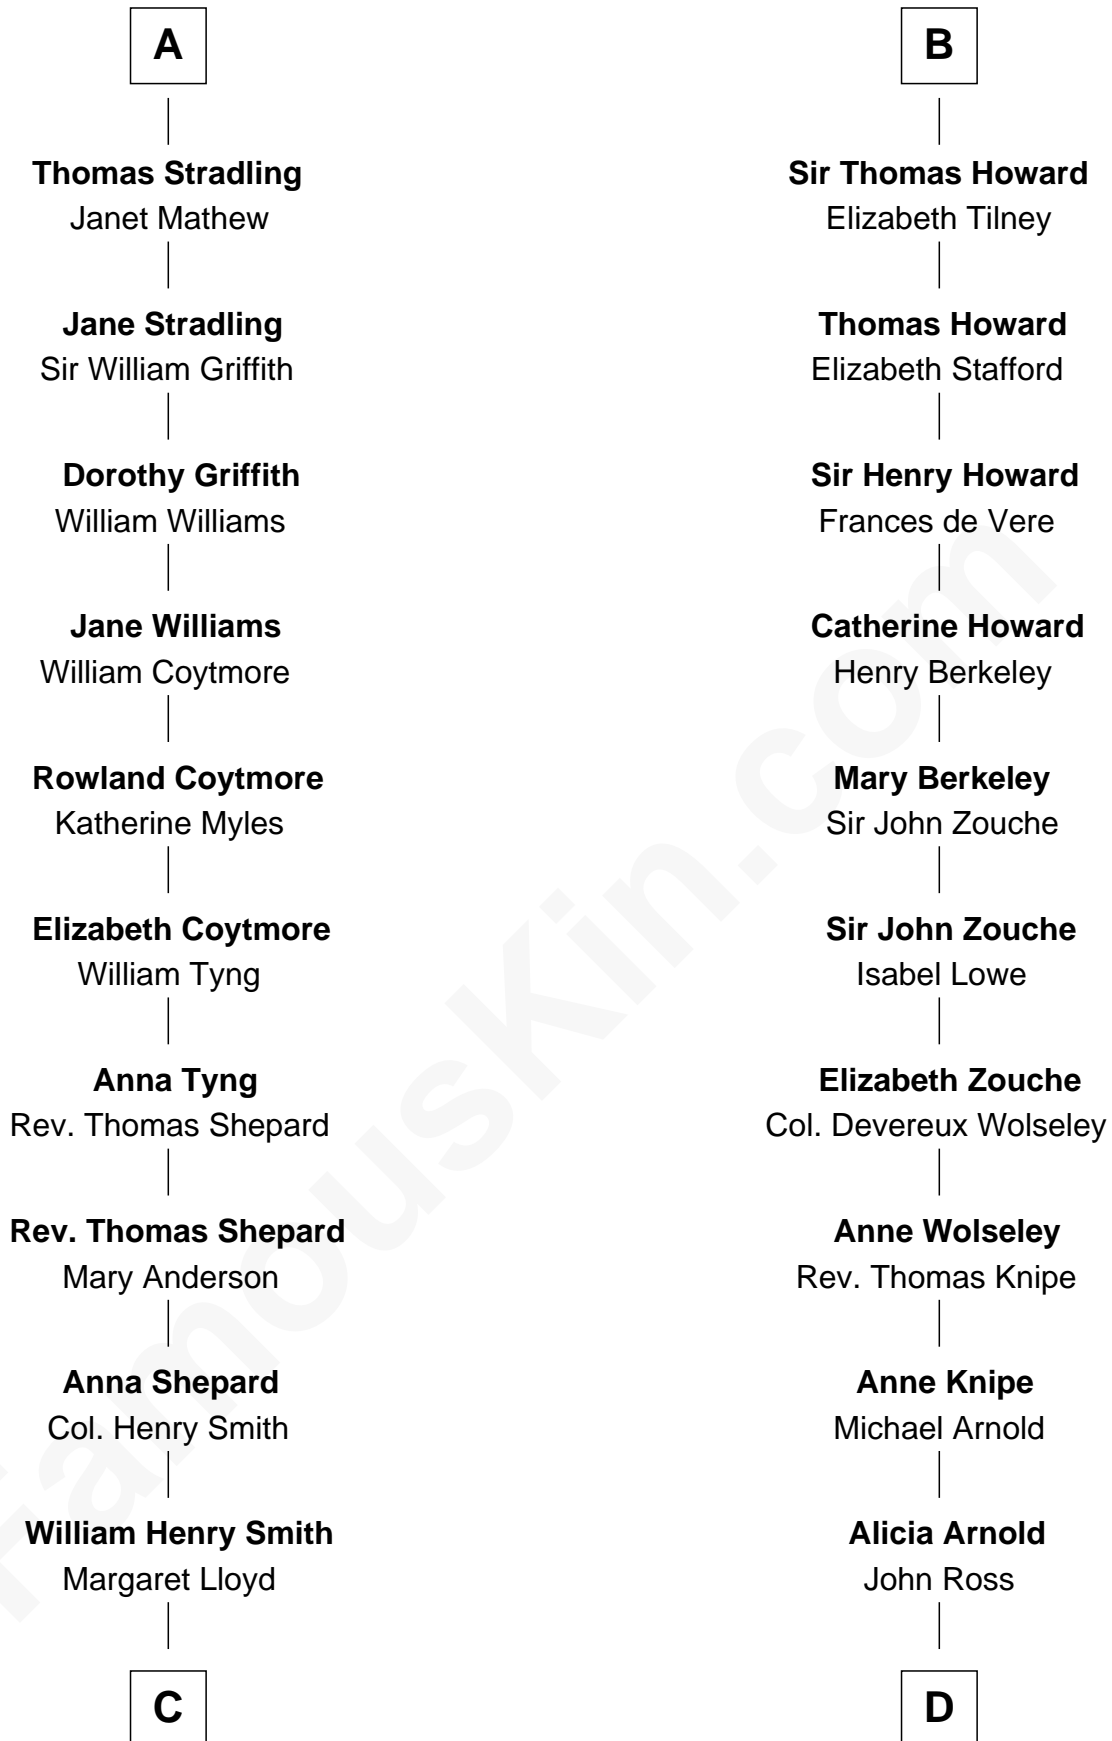 A
Thomas Stradling
Janet Mathew
Jane Stradling
Sir William Griffith
Dorothy Griffith
William Williams
Jane Williams
William Coytmore
Rowland Coytmore
Katherine Myles
Elizabeth Coytmore
William Tyng
Anna Tyng
Rev. Thomas Shepard
Rev. Thomas Shepard
Mary Anderson
Anna Shepard
Col. Henry Smith
William Henry Smith
Margaret Lloyd
C
B
Sir Thomas Howard
Elizabeth Tilney
Thomas Howard
Elizabeth Stafford
Sir Henry Howard
Frances de Vere
Catherine Howard
Henry Berkeley
Mary Berkeley
Sir John Zouche
Sir John Zouche
Isabel Lowe
Elizabeth Zouche
Col. Devereux Wolseley
Anne Wolseley
Rev. Thomas Knipe
Anne Knipe
Michael Arnold
Alicia Arnold
John Ross
D
FamousKin.com